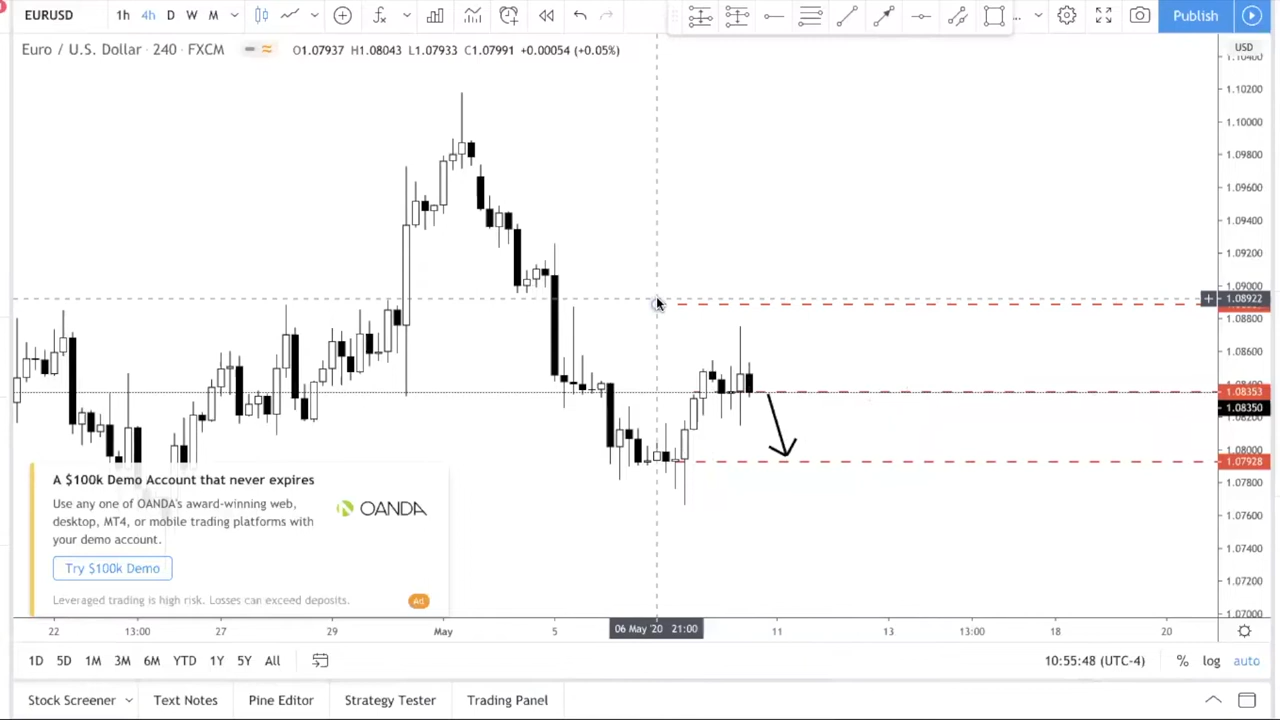 EURUSD 1h 4h D W M Publish
Euro / U.S. Dollar · 240 · FXCM O1.07937 H1.08043 L1.07933 C1.07991 +0.00054 (+0.05%)
USD
1.10400
1.10200
1.10000
1.09800
1.09600
1.09400
1.09200
1.09000
1.08922
1.08800
1.08600
1.08353
1.08350
1.08200
1.08000
1.07928
1.07800
1.07600
1.07400
1.07200
1.07000
A $100k Demo Account that never expires
Use any one of OANDA's award-winning web,
desktop, MT4, or mobile trading platforms with
your demo account.
OANDA
Try $100k Demo
Leveraged trading is high risk. Losses can exceed deposits. Ad
22 13:00 27 29 May 5 06 May '20 21:00 11 13 13:00 18 20
1D 5D 1M 3M 6M YTD 1Y 5Y All 10:55:48 (UTC-4) % log auto
Stock Screener Text Notes Pine Editor Strategy Tester Trading Panel